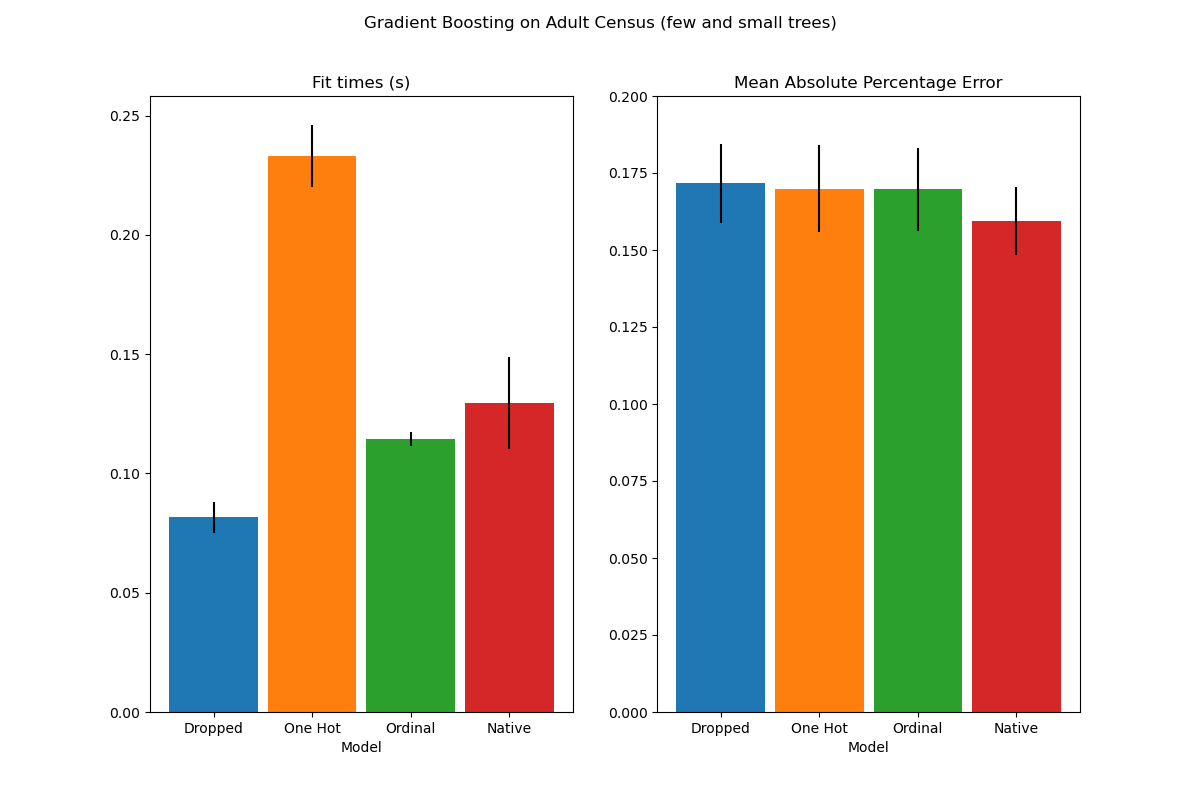 Gradient Boosting on Adult Census (few and small trees)
Fit times (s)
0.25
0.20
0.15
0.10
0.05
0.00
Dropped One Hot Ordinal Native
Model
Mean Absolute Percentage Error
0.200
0.175
0.150
0.125
0.100
0.075
0.050
0.025
0.000
Dropped One Hot Ordinal Native
Model